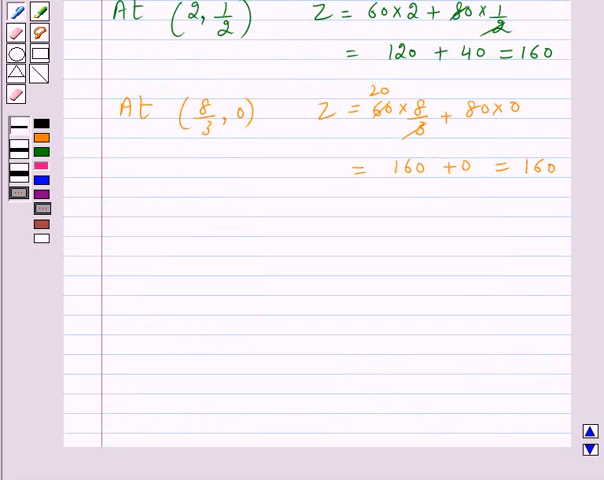 At (2, 1/2) Z = 60×2 + 80×1/2
= 120 + 40 = 160
20
At (8/3, 0) Z = 60×8/3 + 80×0
= 160 + 0 = 160